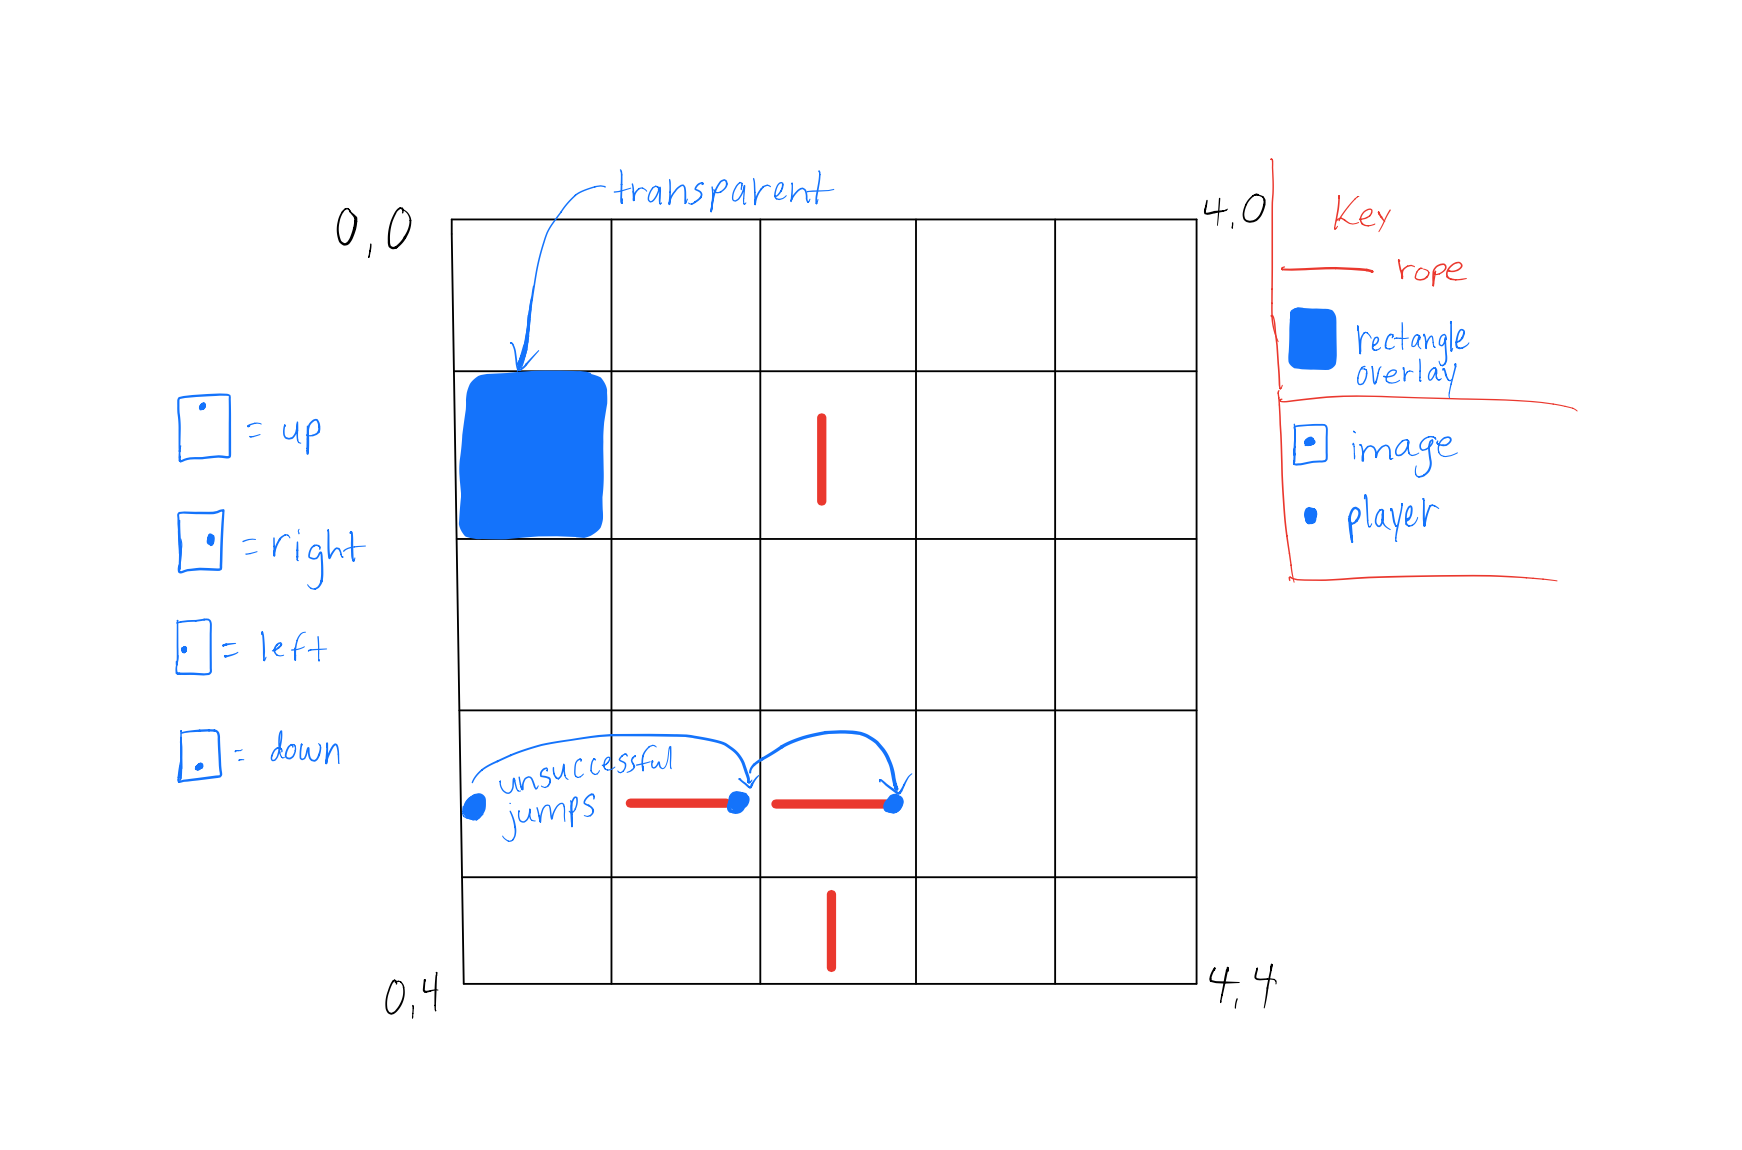 transparent
0,0
4,0
Key
rope
rectangle
overlay
image
player
= up
= right
= left
= down
unsuccessful
jumps
0,4
4,4